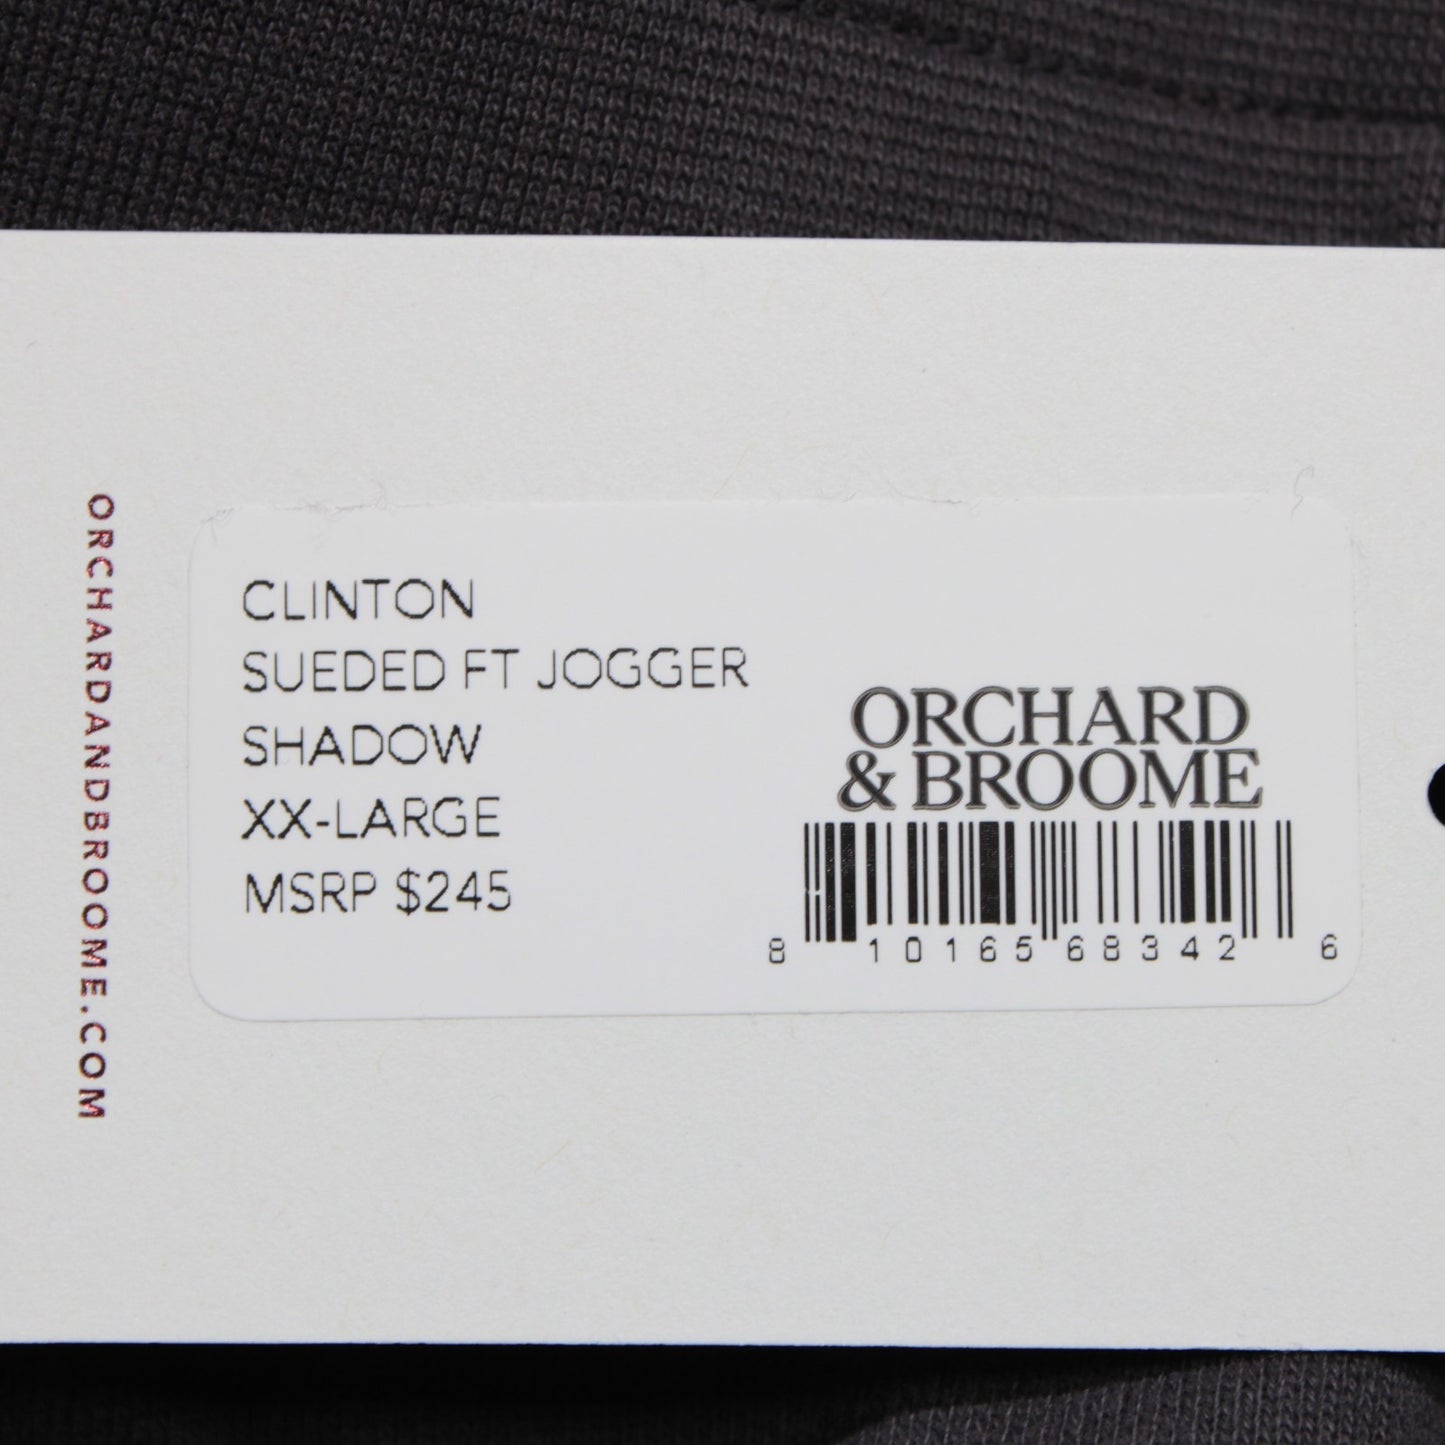 ORCHARDANDBROOME.COM
CLINTON
SUEDED FT JOGGER
SHADOW
XX-LARGE
MSRP $245
ORCHARD
& BROOME
8 10165 68342 6